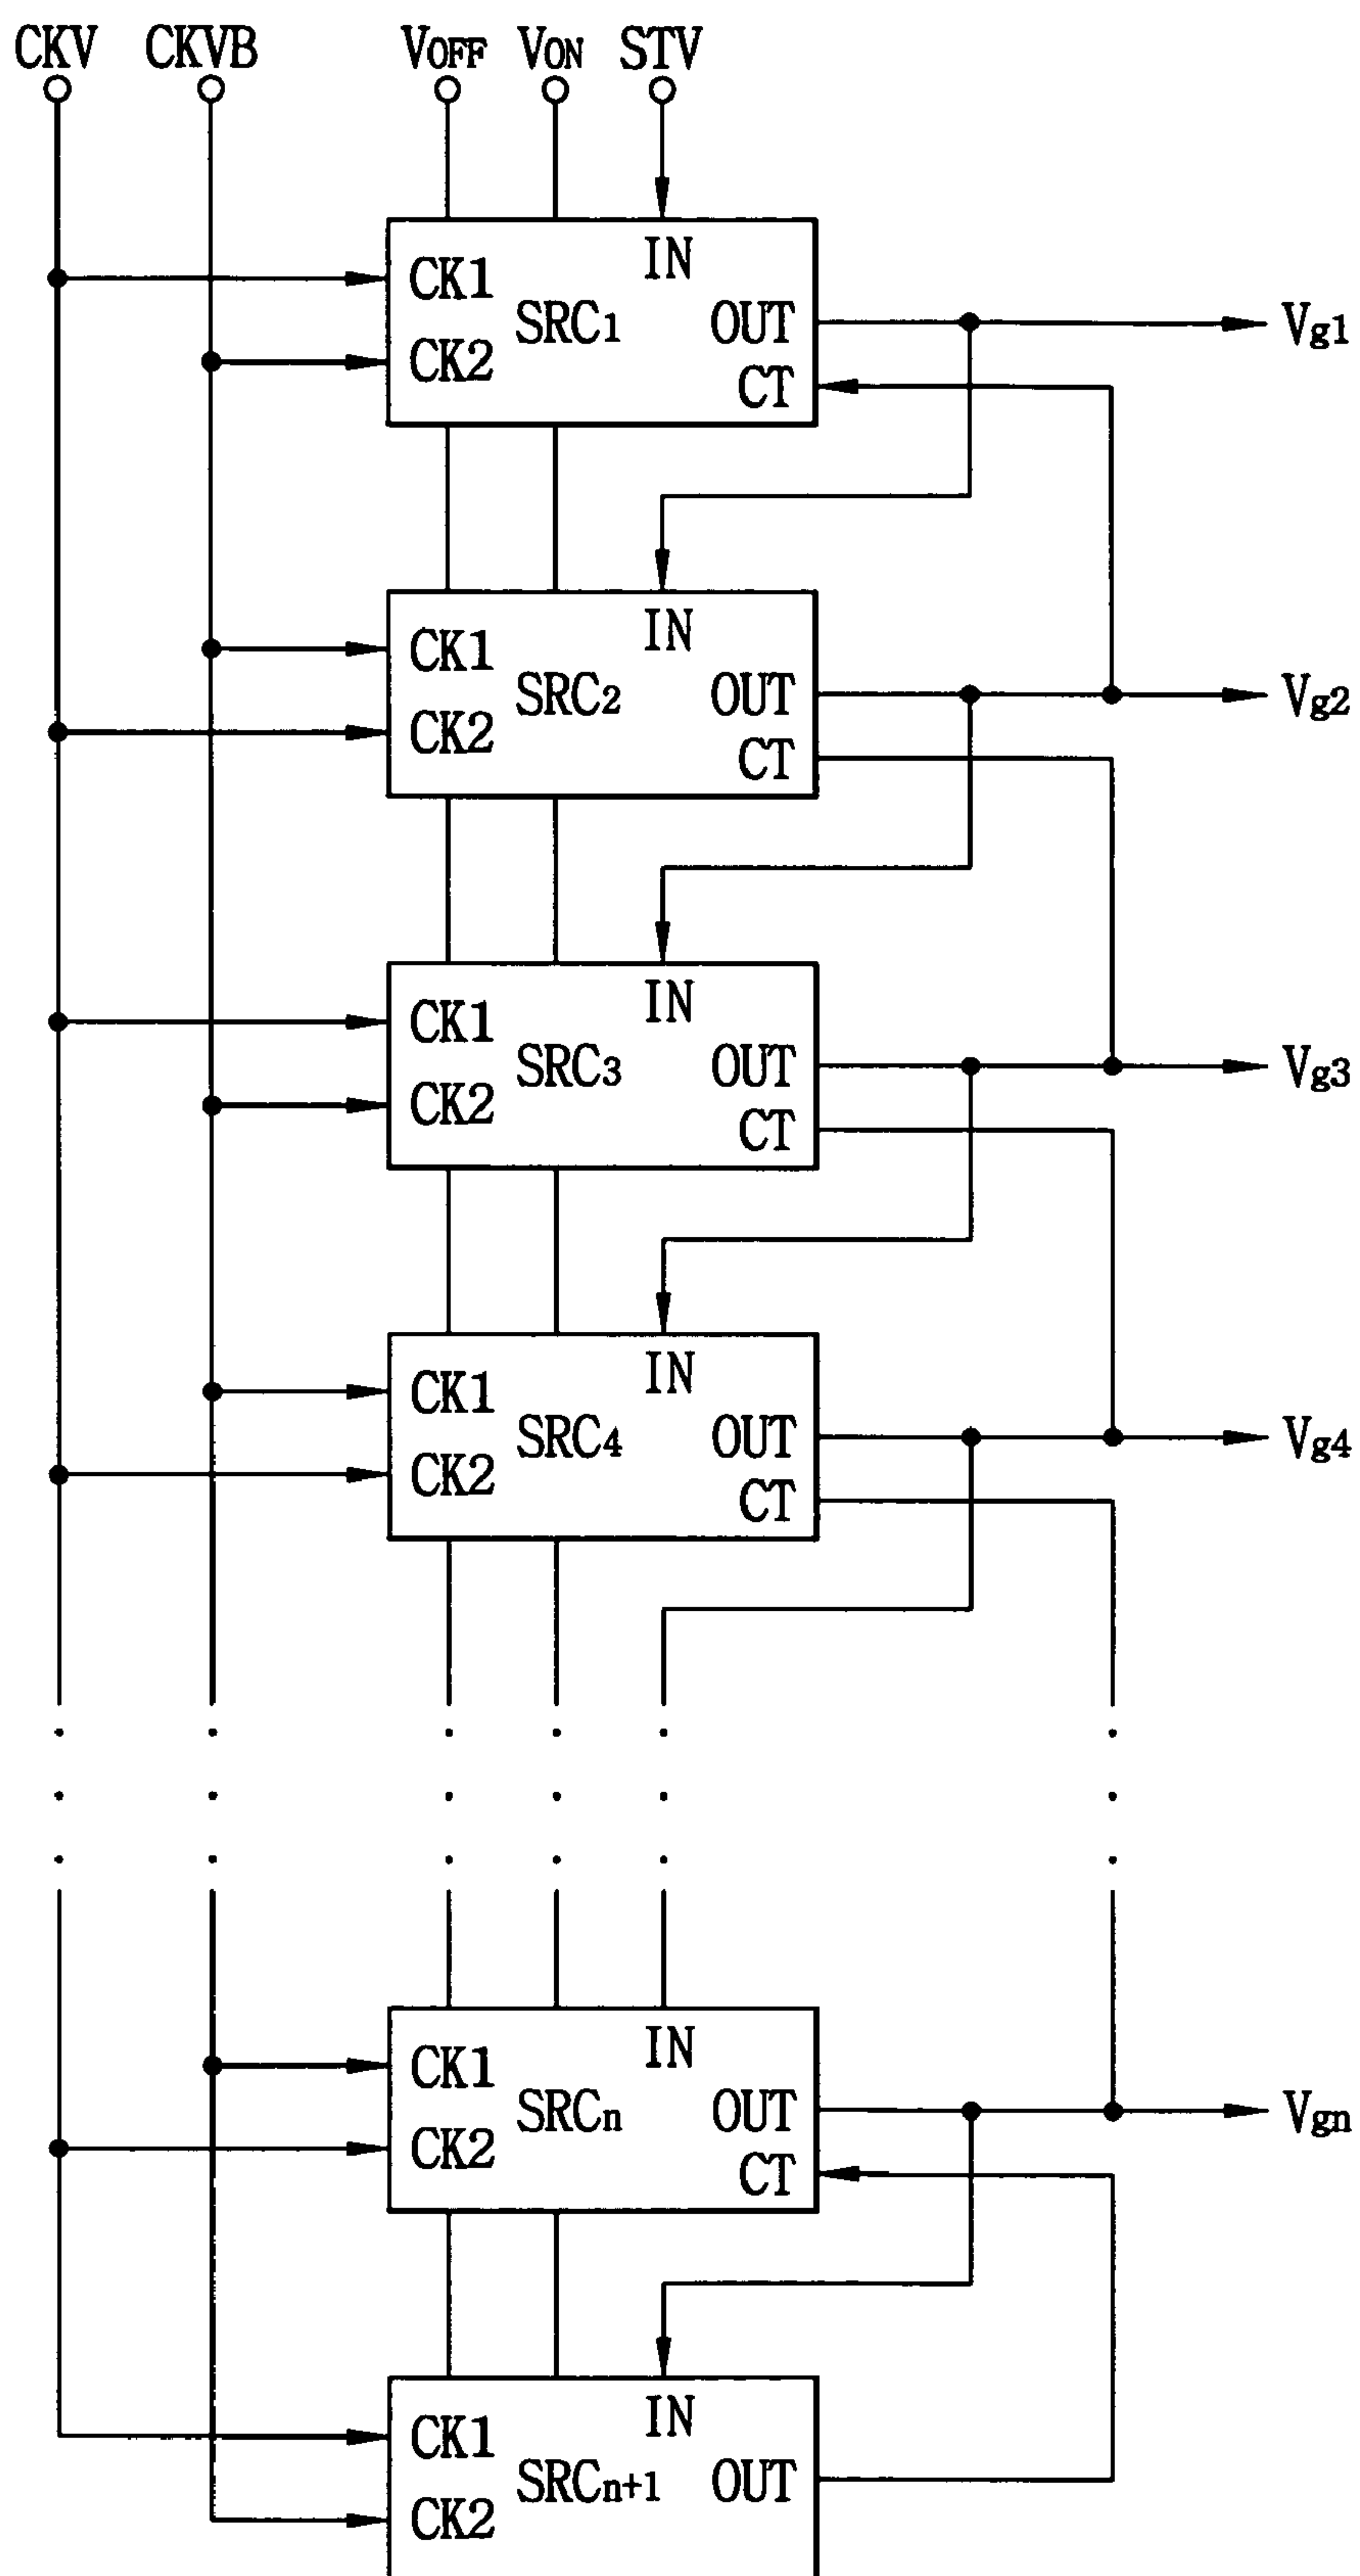 CKV CKVB VOFF VON STV
IN
CK1
SRC1 OUT Vg1
CK2
CT
IN
CK1
SRC2 OUT Vg2
CK2
CT
IN
CK1
SRC3 OUT Vg3
CK2
CT
IN
CK1
SRC4 OUT Vg4
CK2
CT
IN
CK1
SRCn OUT Vgn
CK2
CT
IN
CK1
SRCn+1 OUT
CK2